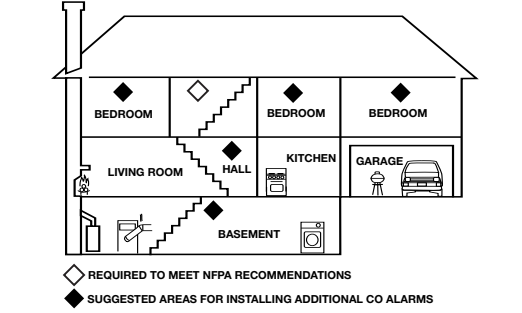 BEDROOM
BEDROOM
BEDROOM
LIVING ROOM
HALL
KITCHEN
GARAGE
BASEMENT
REQUIRED TO MEET NFPA RECOMMENDATIONS
SUGGESTED AREAS FOR INSTALLING ADDITIONAL CO ALARMS